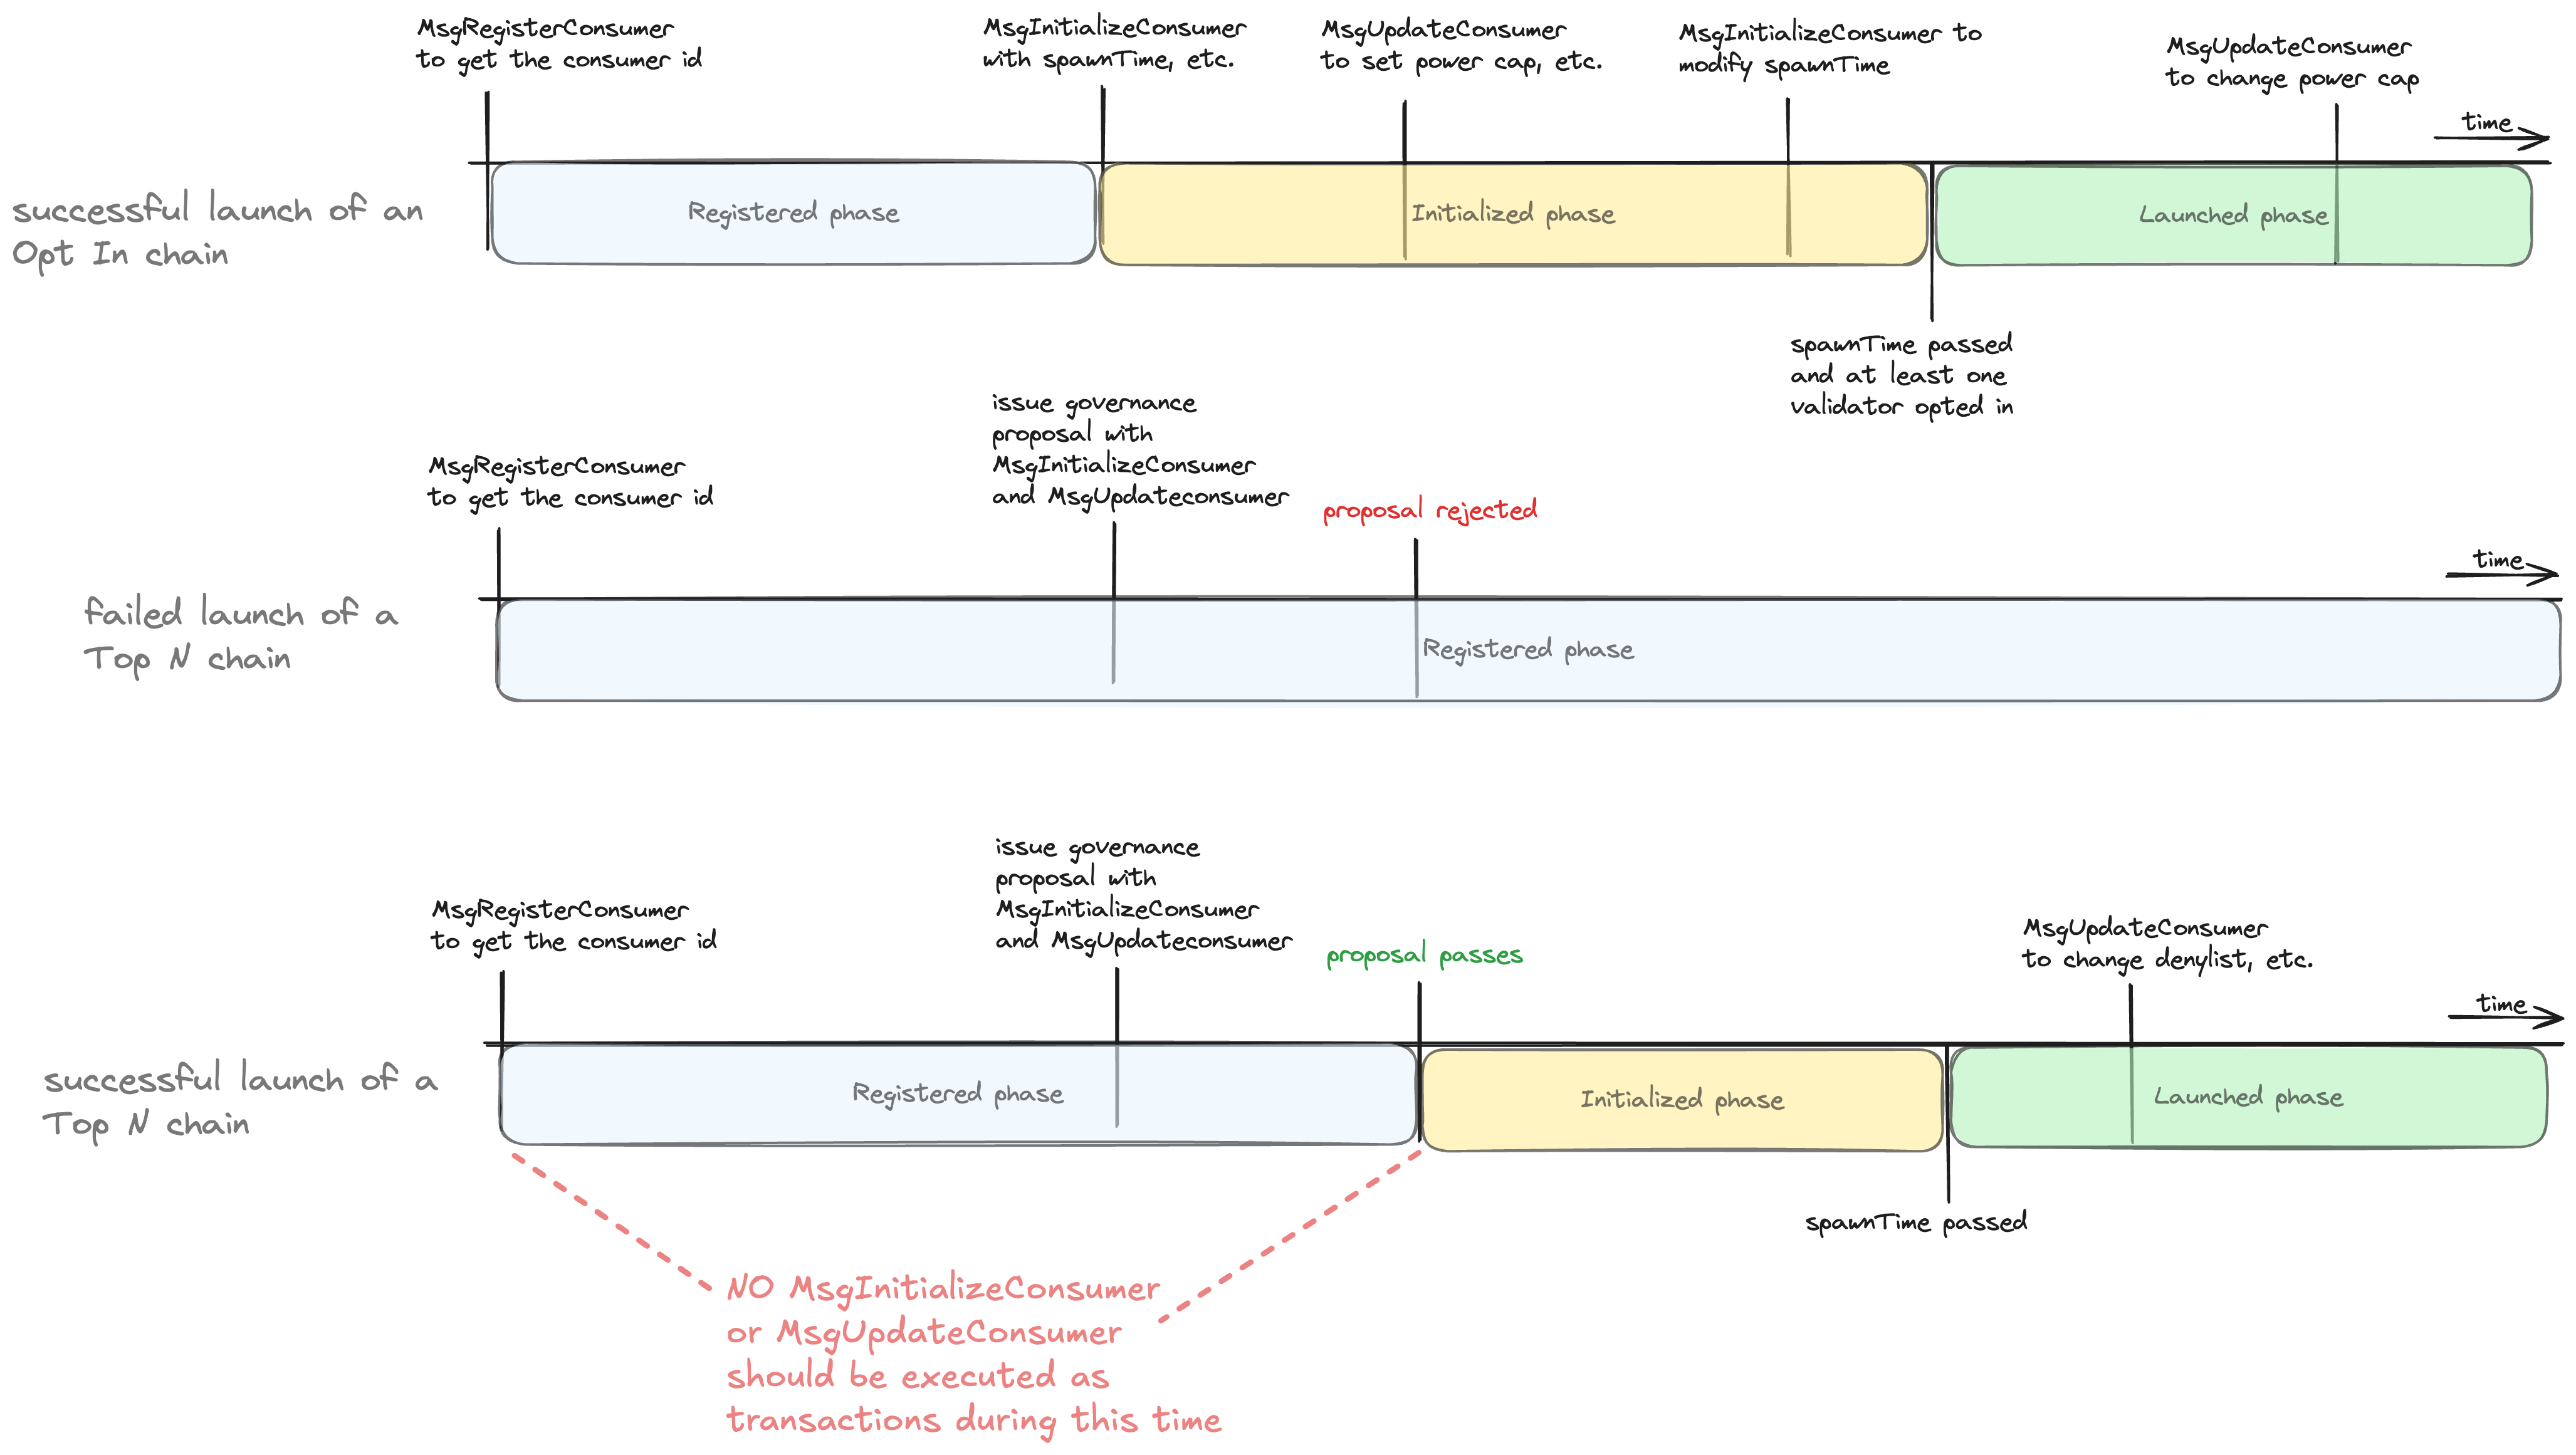 MsgRegisterConsumer
to get the consumer id
MsgInitializeConsumer
with spawnTime, etc.
MsgUpdateConsumer
to set power cap, etc.
MsgInitializeConsumer to
modify spawnTime
MsgUpdateConsumer
to change power cap
time
successful launch of an
Opt In chain
Registered phase
Initialized phase
Launched phase
spawnTime passed
and at least one
validator opted in
MsgRegisterConsumer
to get the consumer id
issue governance
proposal with
MsgInitializeConsumer
and MsgUpdateconsumer
proposal rejected
time
failed launch of a
Top N chain
Registered phase
MsgRegisterConsumer
to get the consumer id
issue governance
proposal with
MsgInitializeConsumer
and MsgUpdateconsumer
proposal passes
MsgUpdateConsumer
to change denylist, etc.
time
successful launch of a
Top N chain
Registered phase
Initialized phase
Launched phase
spawnTime passed
NO MsgInitializeConsumer
or MsgUpdateConsumer
should be executed as
transactions during this time